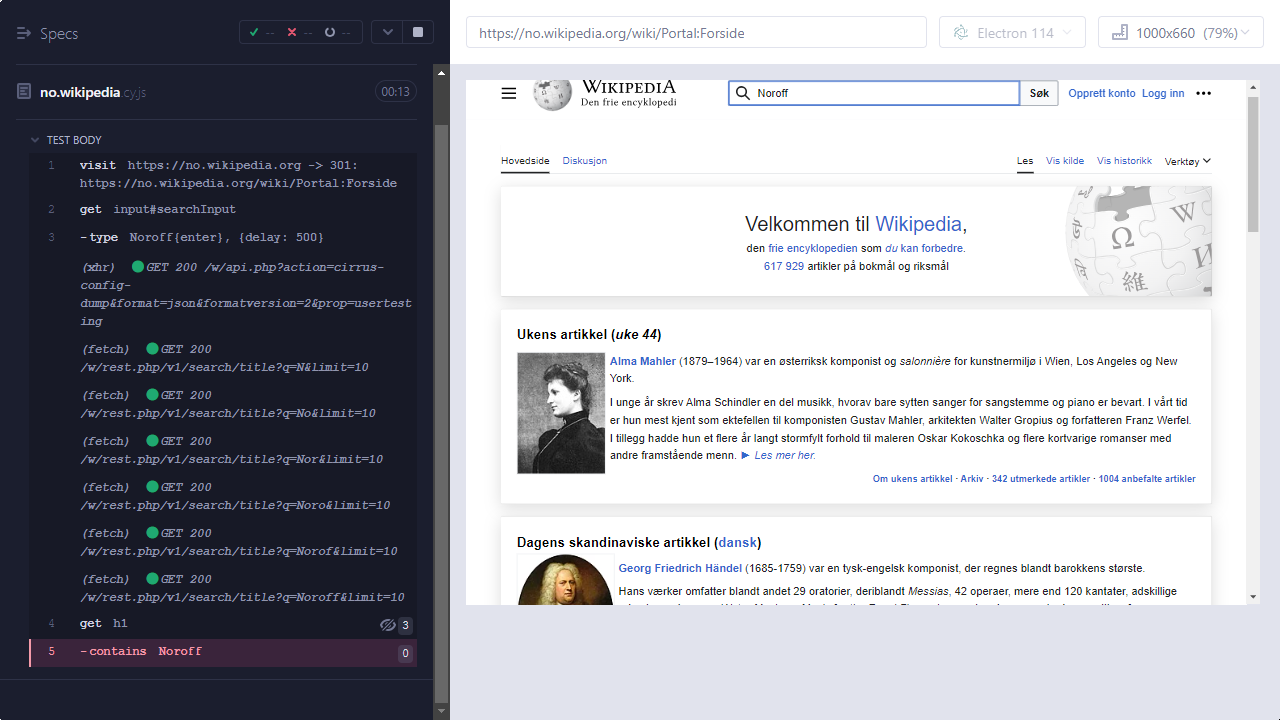 Specs
-- -- --
no.wikipedia.cy.js
00:13
TEST BODY
1 visit https://no.wikipedia.org -> 301:
https://no.wikipedia.org/wiki/Portal:Forside
2 get input#searchInput
3 -type Noroff{enter}, {delay: 500}
(xhr) GET 200 /w/api.php?action=cirrus-
config-
dump&format=json&formatversion=2&prop=usertest
ing
(fetch) GET 200
/w/rest.php/v1/search/title?q=N&limit=10
(fetch) GET 200
/w/rest.php/v1/search/title?q=No&limit=10
(fetch) GET 200
/w/rest.php/v1/search/title?q=Nor&limit=10
(fetch) GET 200
/w/rest.php/v1/search/title?q=Noro&limit=10
(fetch) GET 200
/w/rest.php/v1/search/title?q=Norof&limit=10
(fetch) GET 200
/w/rest.php/v1/search/title?q=Noroff&limit=10
4 get h1 3
5 -contains Noroff 0
https://no.wikipedia.org/wiki/Portal:Forside
Electron 114
1000x660 (79%)
WIKIPEDIA
Den frie encyklopedi
Noroff
Søk
Opprett konto Logg inn
Hovedside Diskusjon
Les Vis kilde Vis historikk Verktøy
Velkommen til Wikipedia,
den frie encyklopedien som du kan forbedre.
617 929 artikler på bokmål og riksmål
Ω W
維
Ukens artikkel (uke 44)
Alma Mahler (1879–1964) var en østerriksk komponist og salonnière for kunstnermiljø i Wien, Los Angeles og New
York.
I unge år skrev Alma Schindler en del musikk, hvorav bare sytten sanger for sangstemme og piano er bevart. I vårt tid
er hun mest kjent som ektefellen til komponisten Gustav Mahler, arkitekten Walter Gropius og forfatteren Franz Werfel.
I tillegg hadde hun et flere år langt stormfylt forhold til maleren Oskar Kokoschka og flere kortvarige romanser med
andre framstående menn. ► Les mer her.
Om ukens artikkel · Arkiv · 342 utmerkede artikler · 1004 anbefalte artikler
Dagens skandinaviske artikkel (dansk)
Georg Friedrich Händel (1685-1759) var en tysk-engelsk komponist, der regnes blandt barokkens største.
Hans værker omfatter blandt andet 29 oratorier, deriblandt Messias, 42 operaer, mere end 120 kantater, adskillige